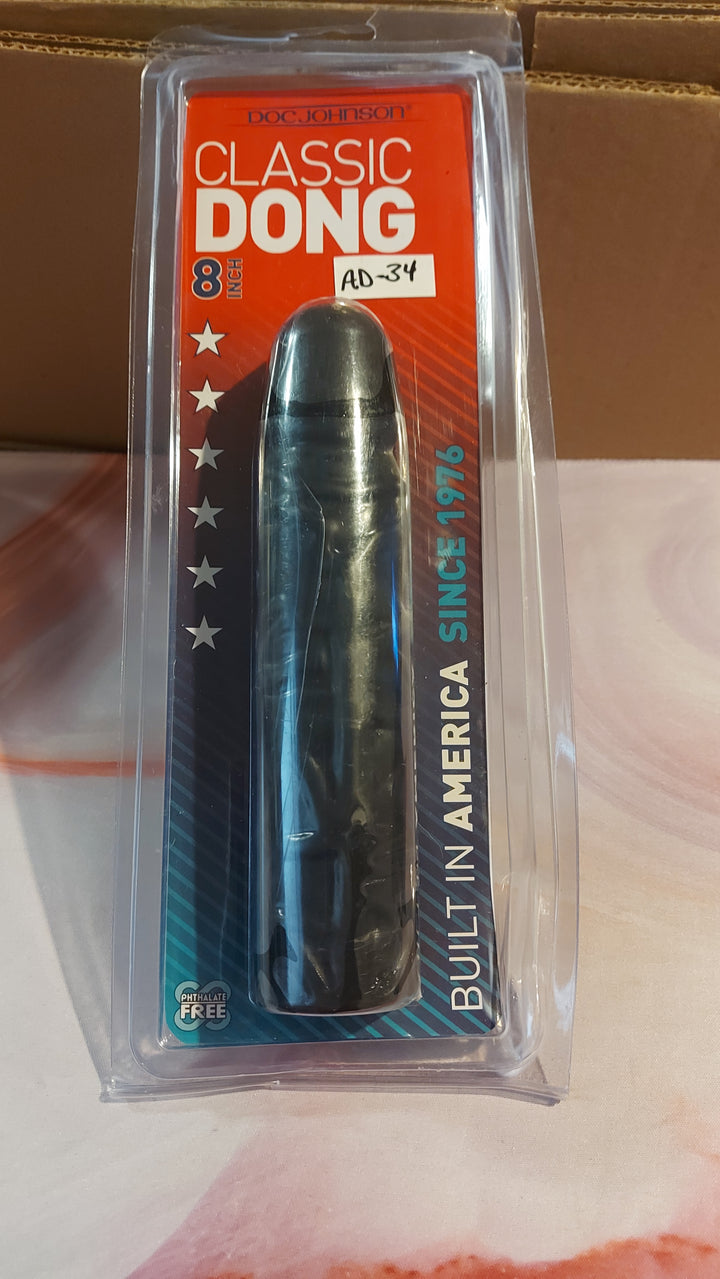 DOC JOHNSON®
CLASSIC
DONG
8 INCH
AD-34
BUILT IN AMERICA SINCE 1976
PHTHALATE
FREE